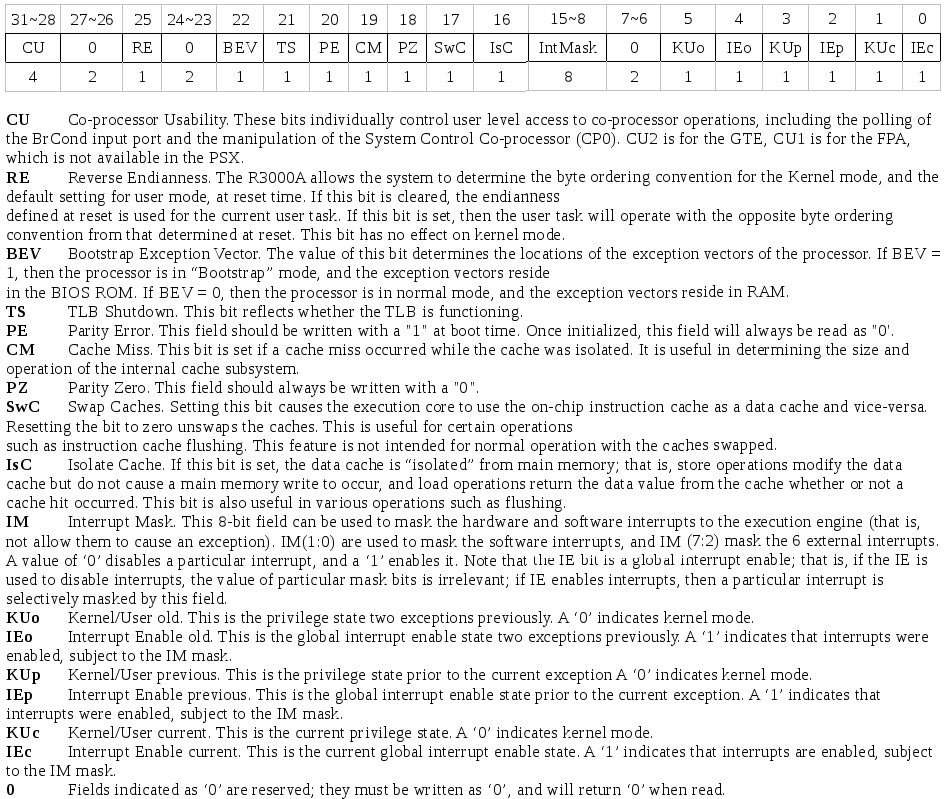 31~28 27~26 25 24~23 22 21 20 19 18 17 16 15~8 7~6 5 4 3 2 1 0
CU 0 RE 0 BEV TS PE CM PZ SwC IsC IntMask 0 KUo IEo KUp IEp KUc IEc
4 2 1 2 1 1 1 1 1 1 1 8 2 1 1 1 1 1 1
CU Co-processor Usability. These bits individually control user level access to co-processor operations, including the polling of
the BrCond input port and the manipulation of the System Control Co-processor (CP0). CU2 is for the GTE, CU1 is for the FPA,
which is not available in the PSX.
RE Reverse Endianness. The R3000A allows the system to determine the byte ordering convention for the Kernel mode, and the
default setting for user mode, at reset time. If this bit is cleared, the endianness
defined at reset is used for the current user task. If this bit is set, then the user task will operate with the opposite byte ordering
convention from that determined at reset. This bit has no effect on kernel mode.
BEV Bootstrap Exception Vector. The value of this bit determines the locations of the exception vectors of the processor. If BEV =
1, then the processor is in “Bootstrap” mode, and the exception vectors reside
in the BIOS ROM. If BEV = 0, then the processor is in normal mode, and the exception vectors reside in RAM.
TS TLB Shutdown. This bit reflects whether the TLB is functioning.
PE Parity Error. This field should be written with a "1" at boot time. Once initialized, this field will always be read as "0'.
CM Cache Miss. This bit is set if a cache miss occurred while the cache was isolated. It is useful in determining the size and
operation of the internal cache subsystem.
PZ Parity Zero. This field should always be written with a "0".
SwC Swap Caches. Setting this bit causes the execution core to use the on-chip instruction cache as a data cache and vice-versa.
Resetting the bit to zero unswaps the caches. This is useful for certain operations
such as instruction cache flushing. This feature is not intended for normal operation with the caches swapped.
IsC Isolate Cache. If this bit is set, the data cache is “isolated” from main memory; that is, store operations modify the data
cache but do not cause a main memory write to occur, and load operations return the data value from the cache whether or not a
cache hit occurred. This bit is also useful in various operations such as flushing.
IM Interrupt Mask. This 8-bit field can be used to mask the hardware and software interrupts to the execution engine (that is,
not allow them to cause an exception). IM(1:0) are used to mask the software interrupts, and IM (7:2) mask the 6 external interrupts.
A value of ‘0’ disables a particular interrupt, and a ‘1’ enables it. Note that the IE bit is a global interrupt enable; that is, if the IE is
used to disable interrupts, the value of particular mask bits is irrelevant; if IE enables interrupts, then a particular interrupt is
selectively masked by this field.
KUo Kernel/User old. This is the privilege state two exceptions previously. A ‘0’ indicates kernel mode.
IEo Interrupt Enable old. This is the global interrupt enable state two exceptions previously. A ‘1’ indicates that interrupts were
enabled, subject to the IM mask.
KUp Kernel/User previous. This is the privilege state prior to the current exception A ‘0’ indicates kernel mode.
IEp Interrupt Enable previous. This is the global interrupt enable state prior to the current exception. A ‘1’ indicates that
interrupts were enabled, subject to the IM mask.
KUc Kernel/User current. This is the current privilege state. A ‘0’ indicates kernel mode.
IEc Interrupt Enable current. This is the current global interrupt enable state. A ‘1’ indicates that interrupts are enabled, subject
to the IM mask.
0 Fields indicated as ‘0’ are reserved; they must be written as ‘0’, and will return ‘0’ when read.